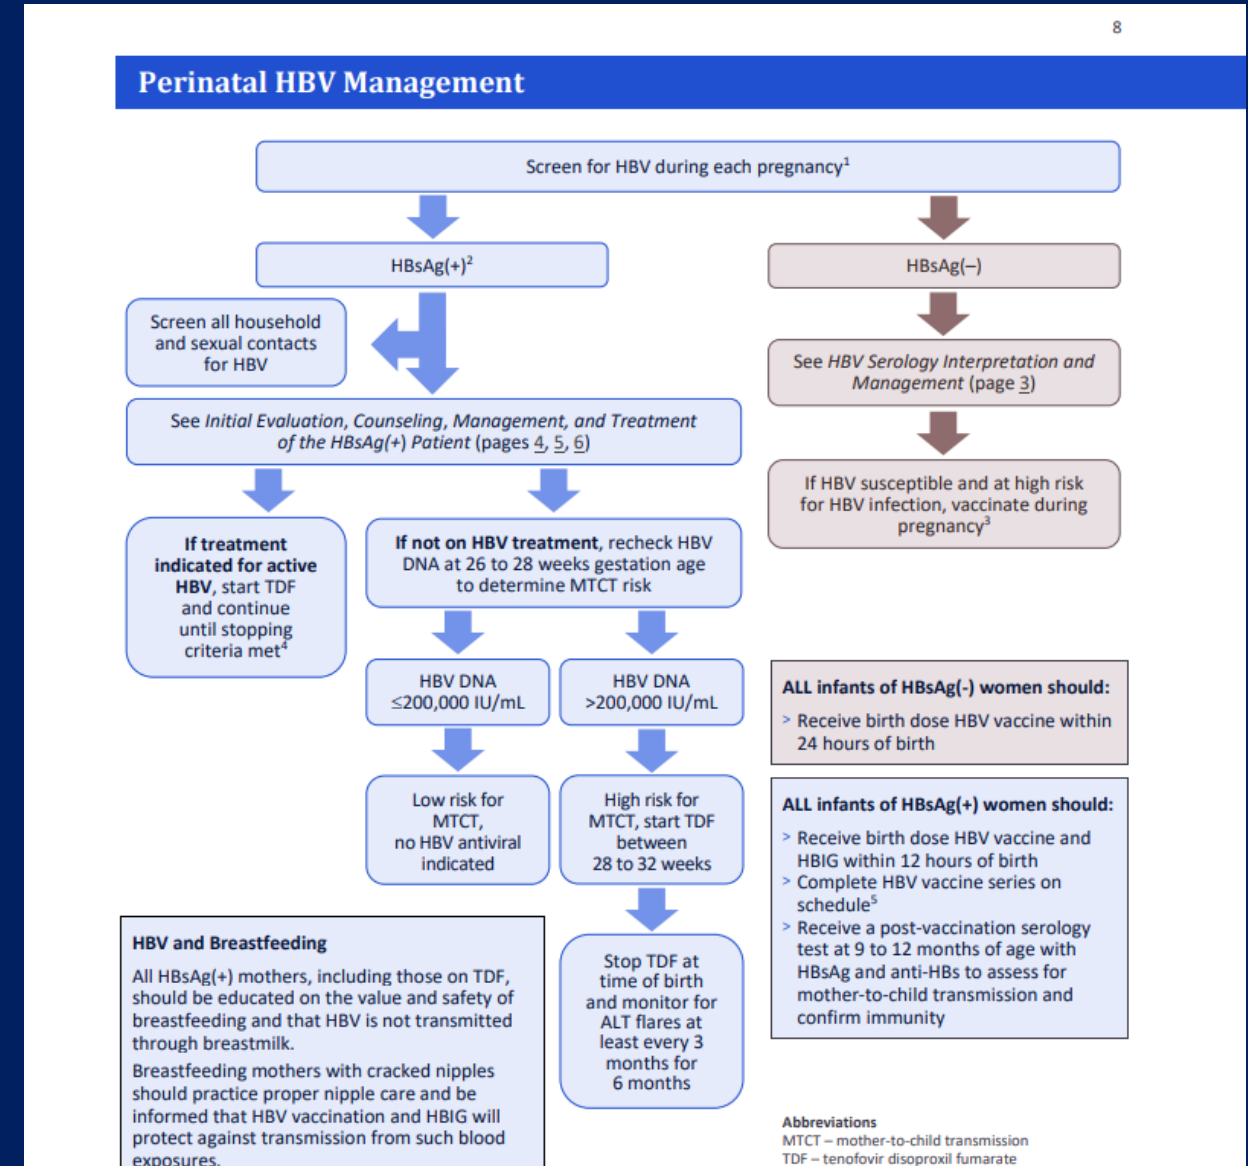 8
Perinatal HBV Management
Screen for HBV during each pregnancy1
HBsAg(+)2
HBsAg(–)
Screen all household
and sexual contacts
for HBV
See HBV Serology Interpretation and
Management (page 3)
See Initial Evaluation, Counseling, Management, and Treatment
of the HBsAg(+) Patient (pages 4, 5, 6)
If HBV susceptible and at high risk
for HBV infection, vaccinate during
pregnancy3
If treatment
indicated for active
HBV, start TDF
and continue
until stopping
criteria met4
If not on HBV treatment, recheck HBV
DNA at 26 to 28 weeks gestation age
to determine MTCT risk
HBV DNA
≤200,000 IU/mL
HBV DNA
>200,000 IU/mL
Low risk for
MTCT,
no HBV antiviral
indicated
High risk for
MTCT, start TDF
between
28 to 32 weeks
Stop TDF at
time of birth
and monitor for
ALT flares at
least every 3
months for
6 months
ALL infants of HBsAg(-) women should:
> Receive birth dose HBV vaccine within
24 hours of birth
ALL infants of HBsAg(+) women should:
> Receive birth dose HBV vaccine and
HBIG within 12 hours of birth
> Complete HBV vaccine series on
schedule5
> Receive a post-vaccination serology
test at 9 to 12 months of age with
HBsAg and anti-HBs to assess for
mother-to-child transmission and
confirm immunity
HBV and Breastfeeding
All HBsAg(+) mothers, including those on TDF,
should be educated on the value and safety of
breastfeeding and that HBV is not transmitted
through breastmilk.
Breastfeeding mothers with cracked nipples
should practice proper nipple care and be
informed that HBV vaccination and HBIG will
protect against transmission from such blood
exposures.
Abbreviations
MTCT – mother-to-child transmission
TDF – tenofovir disoproxil fumarate